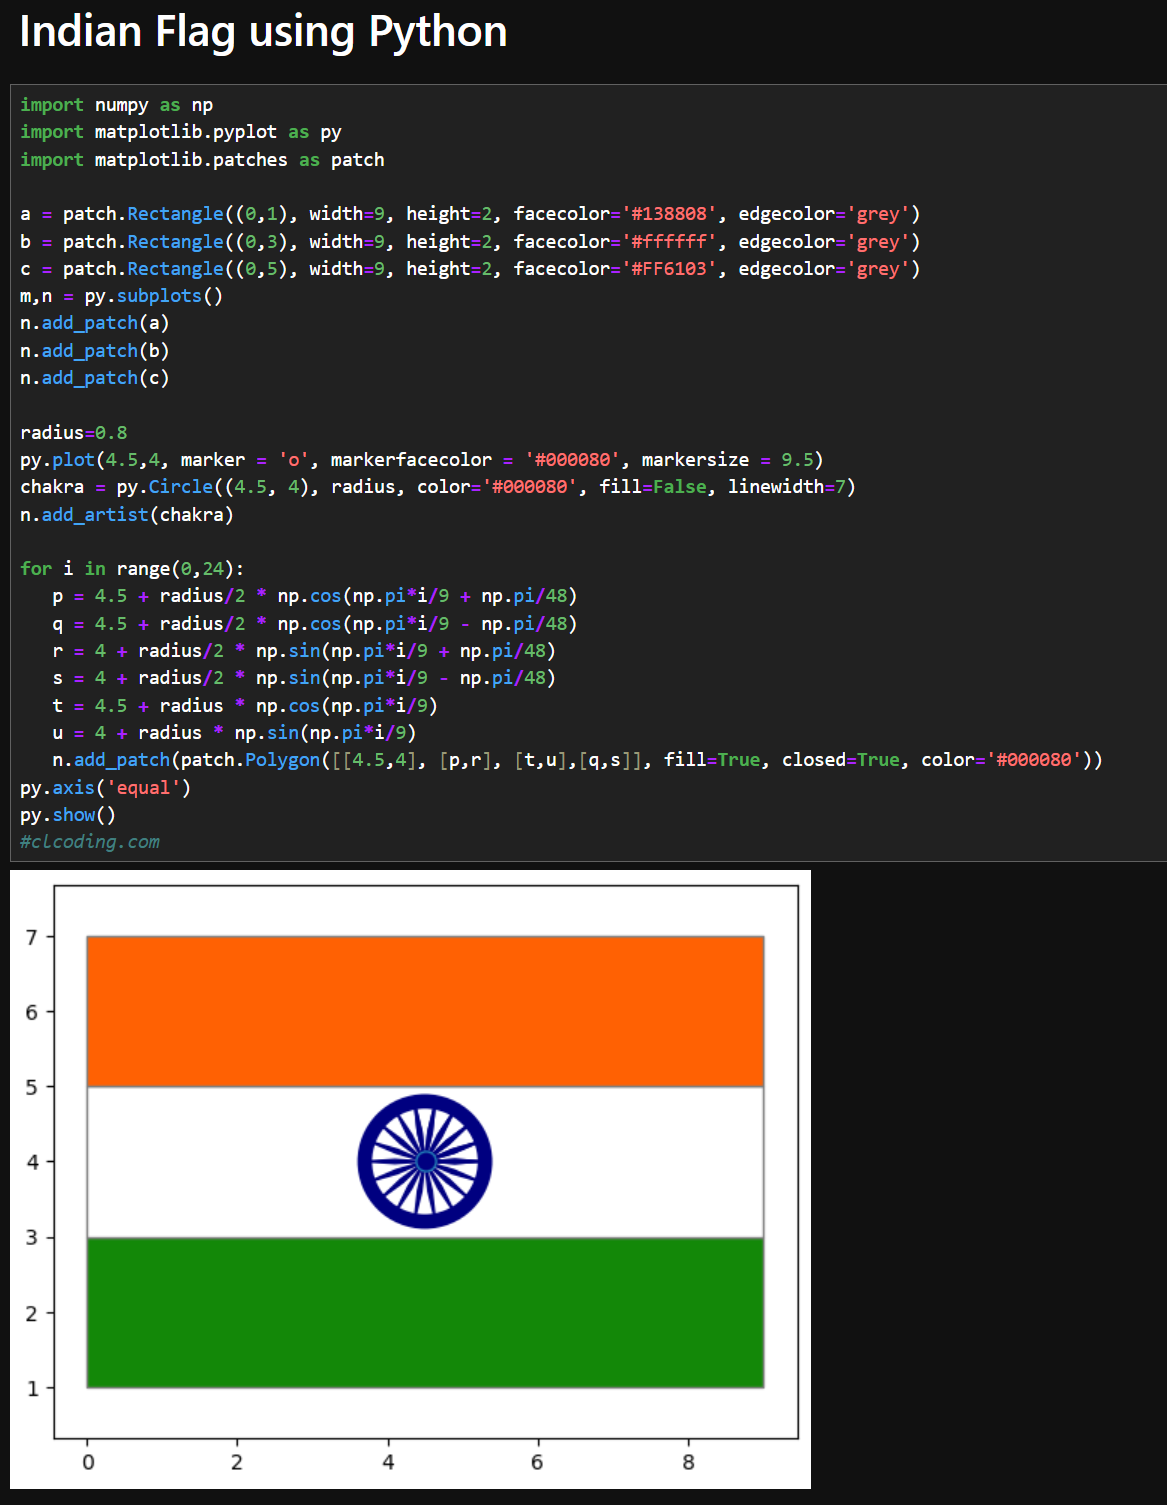 Indian Flag using Python
import numpy as np
import matplotlib.pyplot as py
import matplotlib.patches as patch
a = patch.Rectangle((0,1), width=9, height=2, facecolor='#138808', edgecolor='grey')
b = patch.Rectangle((0,3), width=9, height=2, facecolor='#ffffff', edgecolor='grey')
c = patch.Rectangle((0,5), width=9, height=2, facecolor='#FF6103', edgecolor='grey')
m,n = py.subplots()
n.add_patch(a)
n.add_patch(b)
n.add_patch(c)
radius=0.8
py.plot(4.5,4, marker = 'o', markerfacecolor = '#000080', markersize = 9.5)
chakra = py.Circle((4.5, 4), radius, color='#000080', fill=False, linewidth=7)
n.add_artist(chakra)
for i in range(0,24):
   p = 4.5 + radius/2 * np.cos(np.pi*i/9 + np.pi/48)
   q = 4.5 + radius/2 * np.cos(np.pi*i/9 - np.pi/48)
   r = 4 + radius/2 * np.sin(np.pi*i/9 + np.pi/48)
   s = 4 + radius/2 * np.sin(np.pi*i/9 - np.pi/48)
   t = 4.5 + radius * np.cos(np.pi*i/9)
   u = 4 + radius * np.sin(np.pi*i/9)
   n.add_patch(patch.Polygon([[4.5,4], [p,r], [t,u],[q,s]], fill=True, closed=True, color='#000080'))
py.axis('equal')
py.show()
#clcoding.com
7
6
5
4
3
2
1
0 2 4 6 8